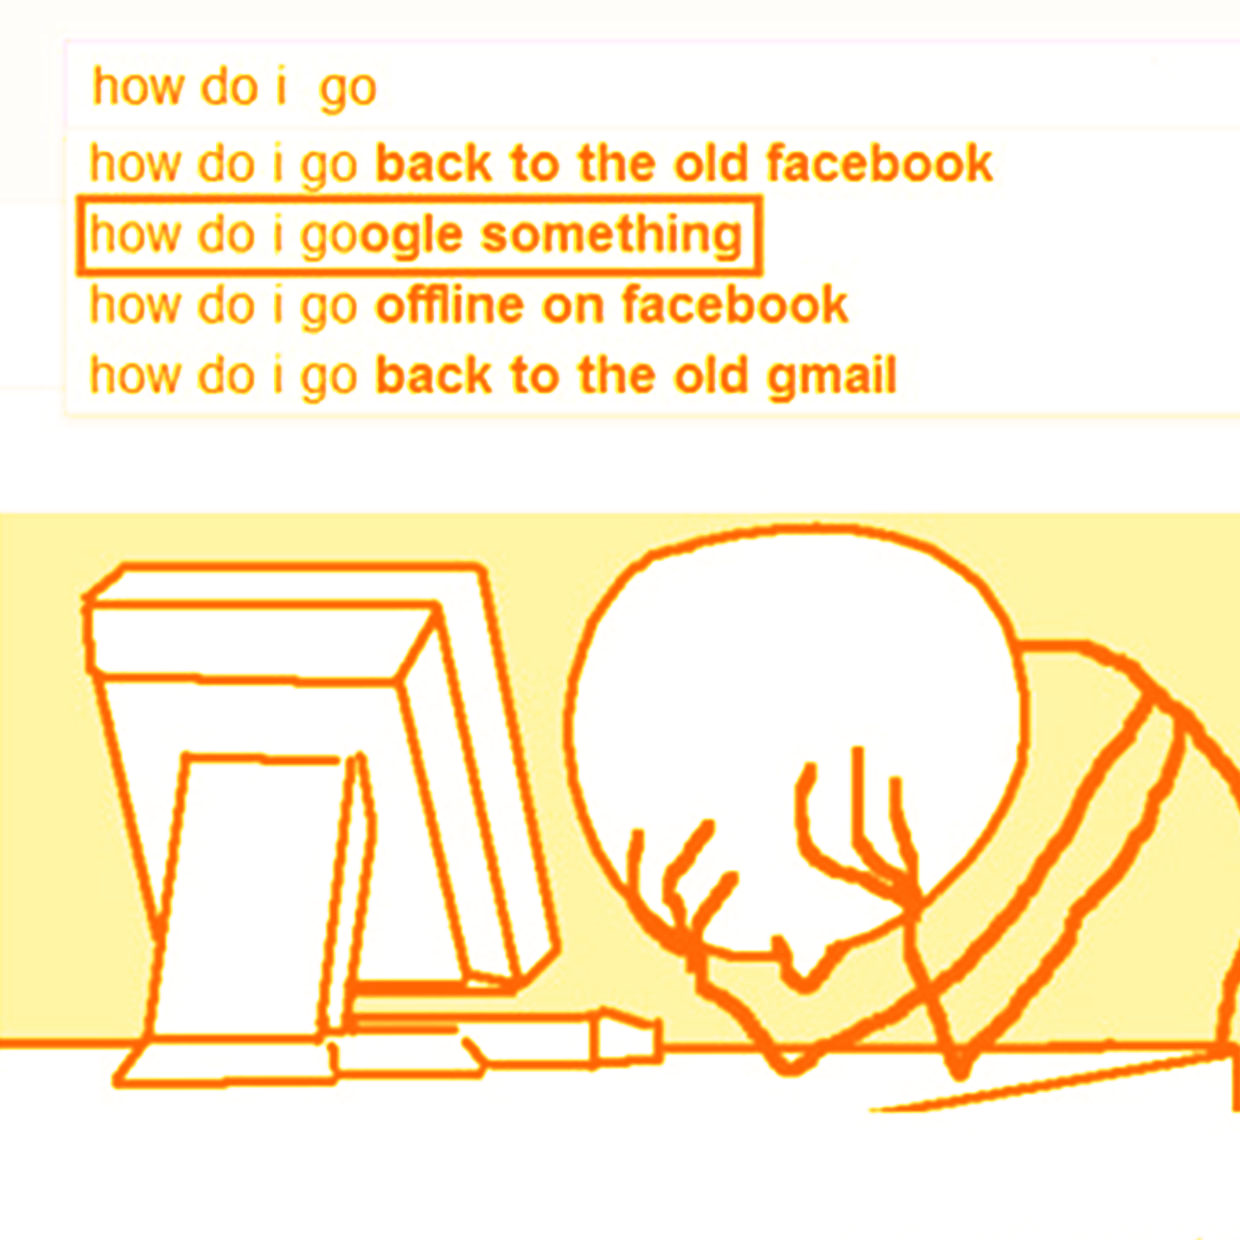 how do i  go
how do i go back to the old facebook
how do i google something
how do i go offline on facebook
how do i go back to the old gmail